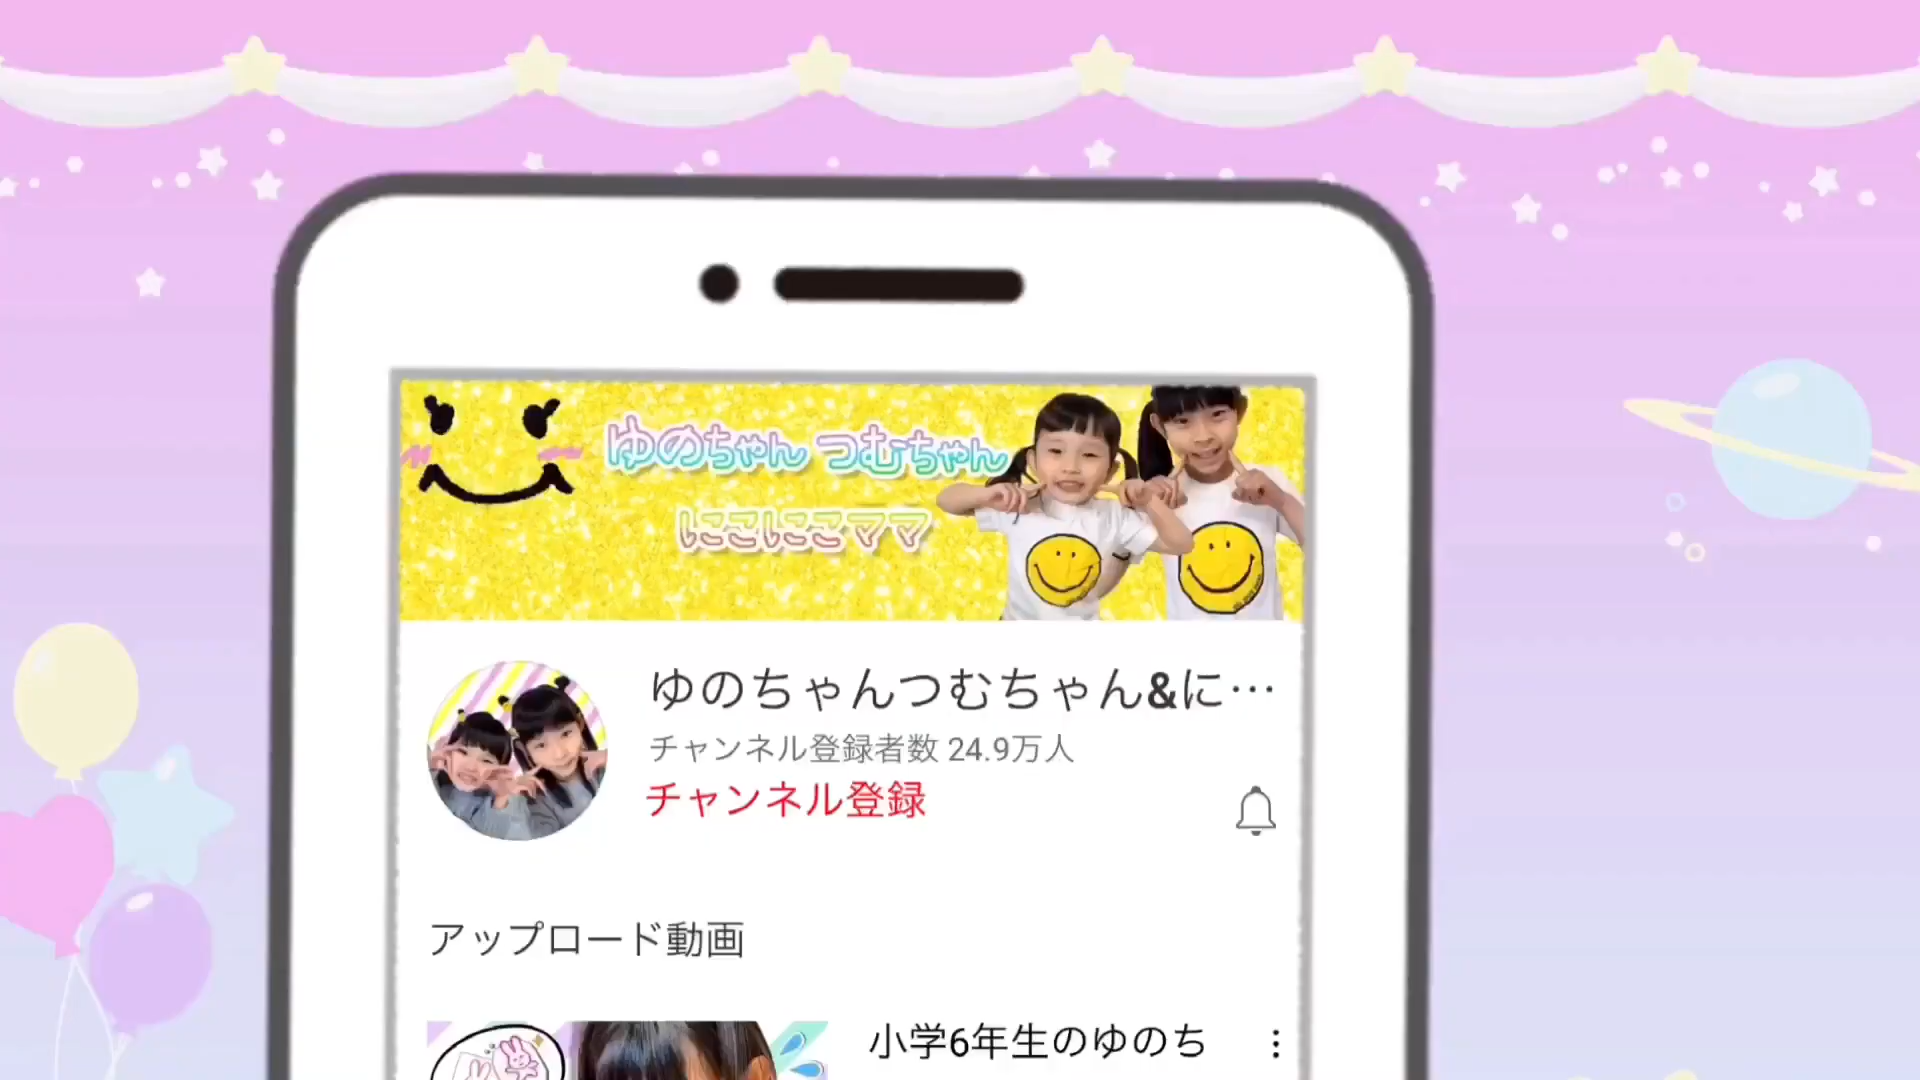 ゆのちゃん つむちゃん
にこにこママ
ゆのちゃんつむちゃん&に…
チャンネル登録者数 24.9万人
チャンネル登録
アップロード動画
小学6年生のゆのち